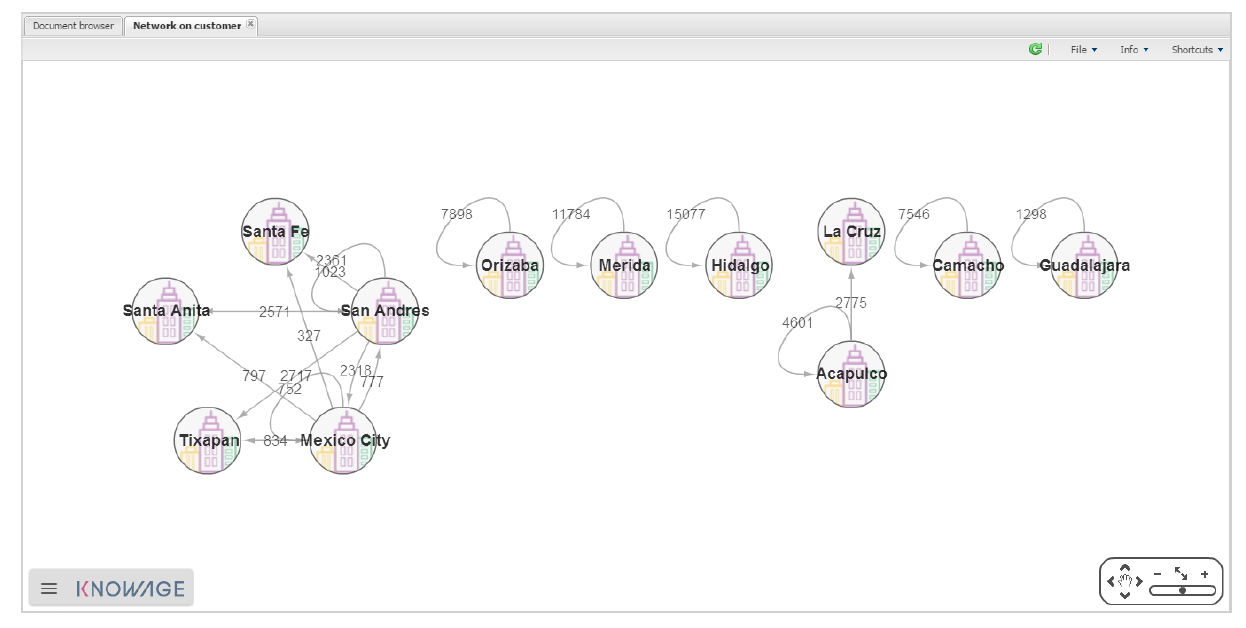 Document browser
Network on customer
File
Info
Shortcuts
Santa Fe
7898
11784
15077
La Cruz
7546
1298
2361
1023
Orizaba
Merida
Hidalgo
Camacho
Guadalajara
Santa Anita
2571
San Andres
2775
4601
327
797
2717
752
2318
777
Acapulco
Tixapan
834
Mexico City
KNOWAGE